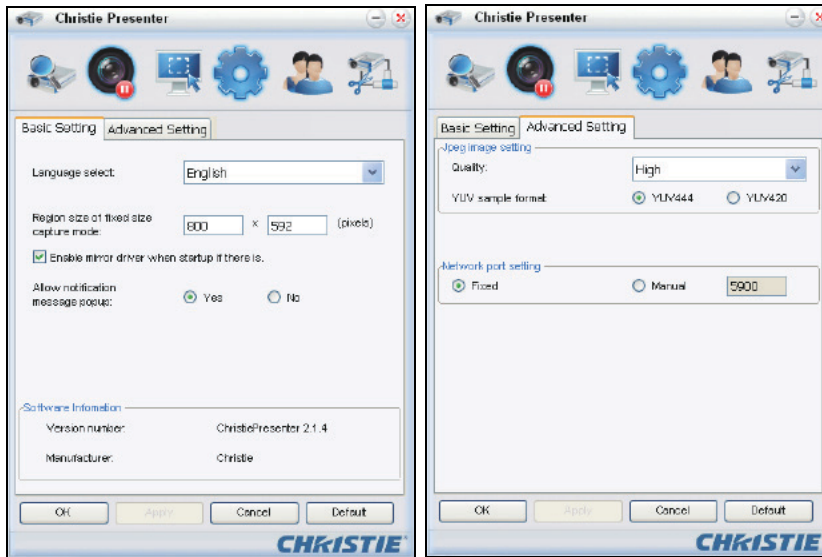 Christie Presenter
Basic Setting Advanced Setting
Language select: English
Region size of fixed size
capture mode: 800 x 592 (pixels)
Enable mirror driver when startup if there is.
Allow notification
message popup: Yes No
Software Infomation
Version number: ChristiePresenter 2.1.4
Manufacturer: Christie
OK Apply Cancel Default
CHRISTIE
Christie Presenter
Basic Setting Advanced Setting
Jpeg image setting
Quality: High
YUV sample format: YUV444 YUV420
Network port setting
Fixed Manual 5900
OK Apply Cancel Default
CHRISTIE